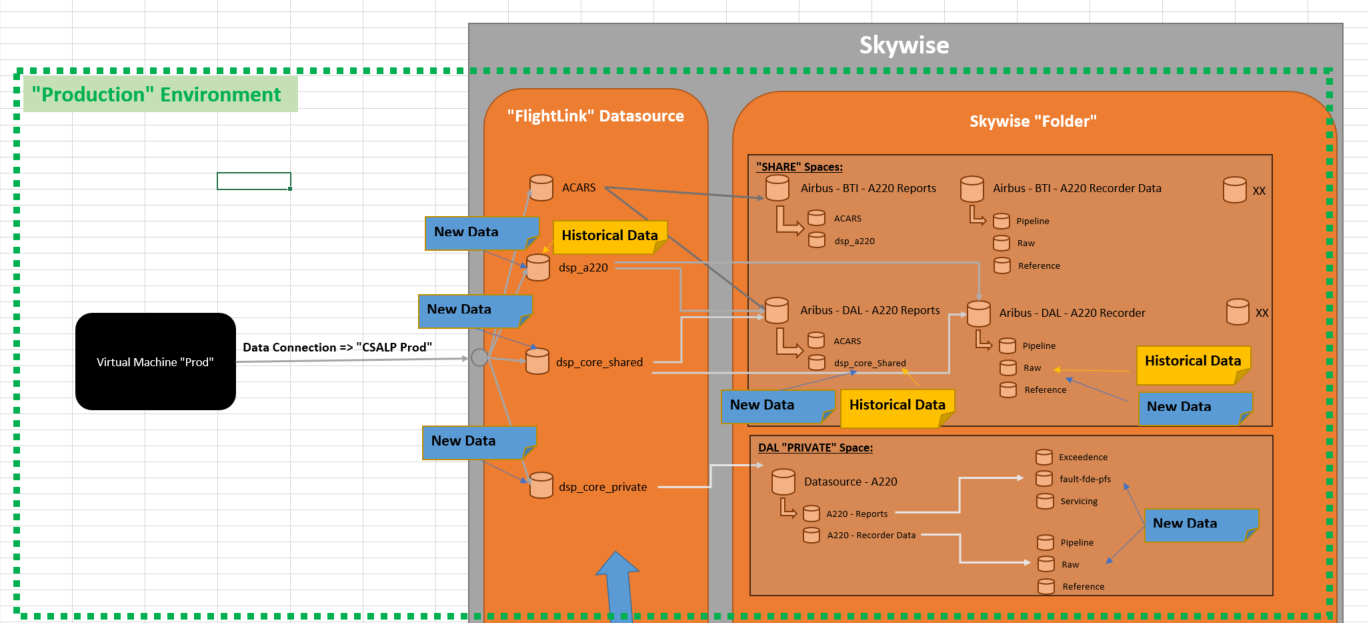 Skywise
"Production" Environment
"FlightLink" Datasource
Skywise "Folder"
"SHARE" Spaces:
ACARS
Airbus - BTI - A220 Reports
Airbus - BTI - A220 Recorder Data
XX
ACARS
dsp_a220
Pipeline
Raw
Reference
New Data
Historical Data
dsp_a220
New Data
Aribus - DAL - A220 Reports
Aribus - DAL - A220 Recorder
XX
ACARS
dsp_core_Shared
Pipeline
Raw
Reference
Historical Data
New Data
Virtual Machine "Prod"
Data Connection => "CSALP Prod"
dsp_core_shared
New Data
Historical Data
New Data
dsp_core_private
DAL "PRIVATE" Space:
Datasource - A220
A220 - Reports
A220 - Recorder Data
Exceedence
fault-fde-pfs
Servicing
New Data
Pipeline
Raw
Reference